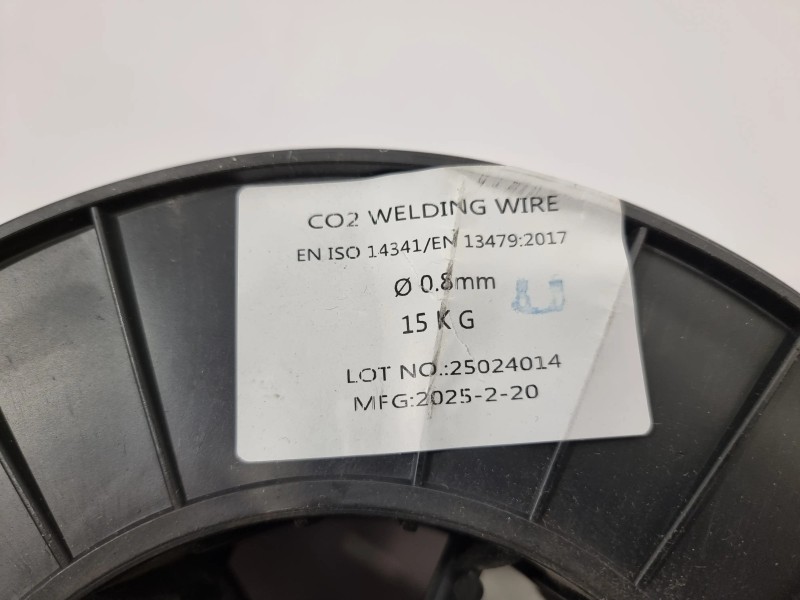 CO2 WELDING WIRE
EN ISO 14341/EN 13479:2017
Ø 0.8mm
15 KG
LOT NO.:25024014
MFG:2025-2-20